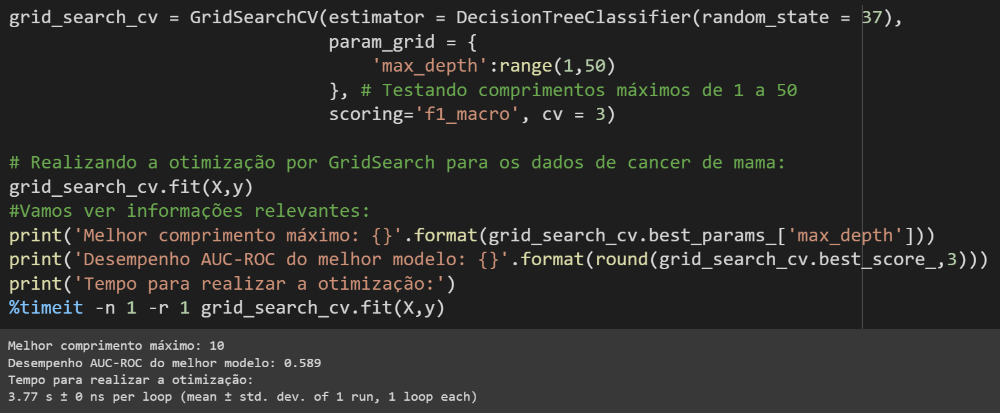 grid_search_cv = GridSearchCV(estimator = DecisionTreeClassifier(random_state = 37),
param_grid = {
'max_depth':range(1,50)
}, # Testando comprimentos máximos de 1 a 50
scoring='f1_macro', cv = 3)
# Realizando a otimização por GridSearch para os dados de cancer de mama:
grid_search_cv.fit(X,y)
#Vamos ver informações relevantes:
print('Melhor comprimento máximo: {}'.format(grid_search_cv.best_params_['max_depth']))
print('Desempenho AUC-ROC do melhor modelo: {}'.format(round(grid_search_cv.best_score_,3)))
print('Tempo para realizar a otimização:')
%timeit -n 1 -r 1 grid_search_cv.fit(X,y)
Melhor comprimento máximo: 10
Desempenho AUC-ROC do melhor modelo: 0.589
Tempo para realizar a otimização:
3.77 s ± 0 ns per loop (mean ± std. dev. of 1 run, 1 loop each)